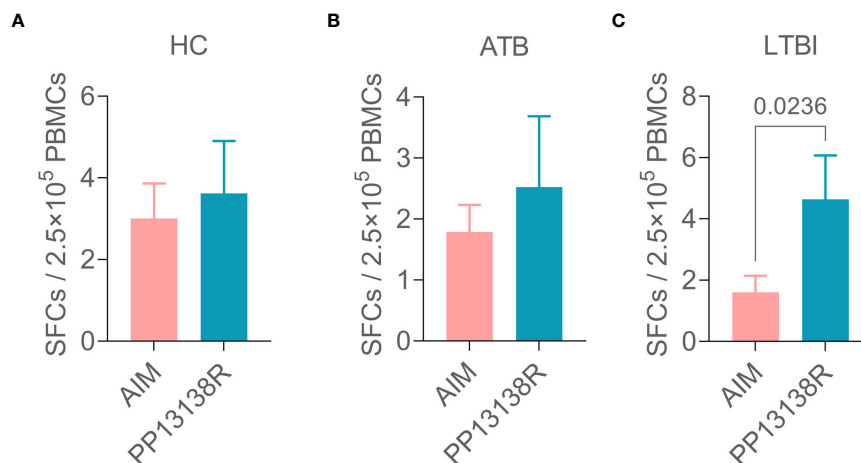 A
HC
SFCs / 2.5×10⁵ PBMCs
6
4
2
0
AIM
PP13138R
B
ATB
SFCs / 2.5×10⁵ PBMCs
4
3
2
1
0
AIM
PP13138R
C
LTBI
SFCs / 2.5×10⁵ PBMCs
8
6
4
2
0
0.0236
AIM
PP13138R